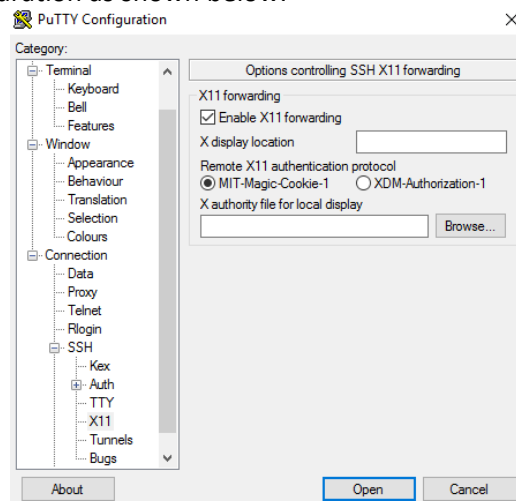 PuTTY Configuration
Category:
Terminal
Keyboard
Bell
Features
Window
Appearance
Behaviour
Translation
Selection
Colours
Connection
Data
Proxy
Telnet
Rlogin
SSH
Kex
Auth
TTY
X11
Tunnels
Bugs
Options controlling SSH X11 forwarding
X11 forwarding
Enable X11 forwarding
X display location
Remote X11 authentication protocol
MIT-Magic-Cookie-1 XDM-Authorization-1
X authority file for local display
Browse...
About Open Cancel